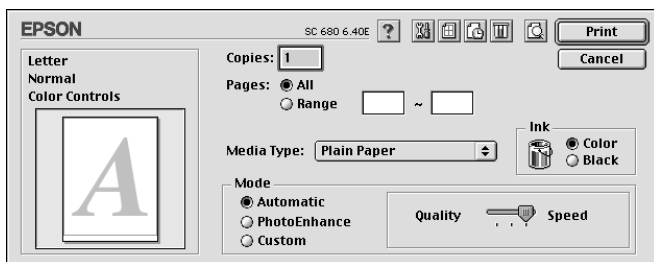 EPSON
SC 680 6.40E
?
Print
Cancel
Letter
Normal
Color Controls
A
Copies: 1
Pages: All
Range ~
Media Type: Plain Paper
Ink
Color
Black
Mode
Automatic
PhotoEnhance
Custom
Quality Speed